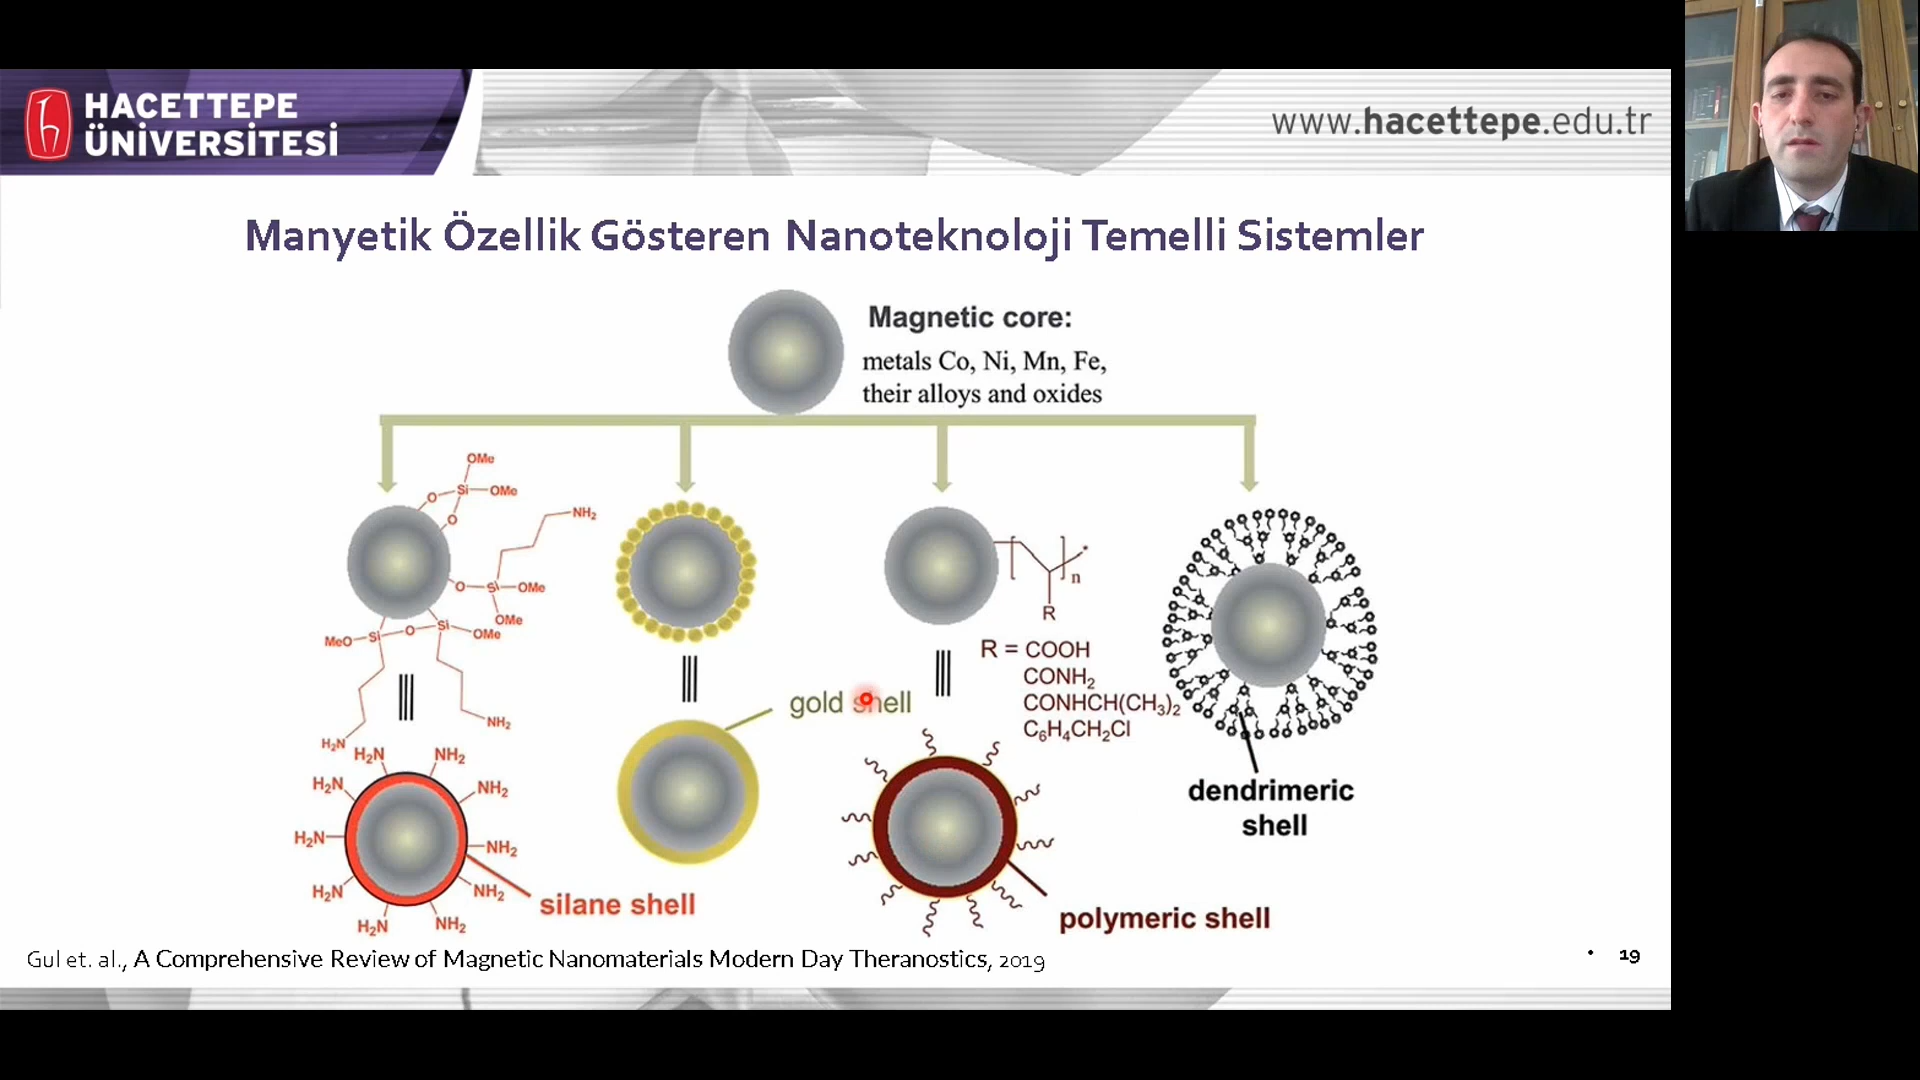 HACETTEPE
ÜNİVERSİTESİ
www.hacettepe.edu.tr
Manyetik Özellik Gösteren Nanoteknoloji Temelli Sistemler
Magnetic core:
metals Co, Ni, Mn, Fe,
their alloys and oxides
OMe
O Si OMe
O
NH₂
O Si OMe
OMe
MeO Si O Si OMe
NH₂
H₂N
]n
R
R = COOH
CONH₂
CONHCH(CH₃)₂
C₆H₄CH₂Cl
gold shell
H₂N NH₂
H₂N NH₂
H₂N NH₂
H₂N NH₂
H₂N NH₂
silane shell
polymeric shell
dendrimeric
shell
Gul et. al., A Comprehensive Review of Magnetic Nanomaterials Modern Day Theranostics, 2019
• 19